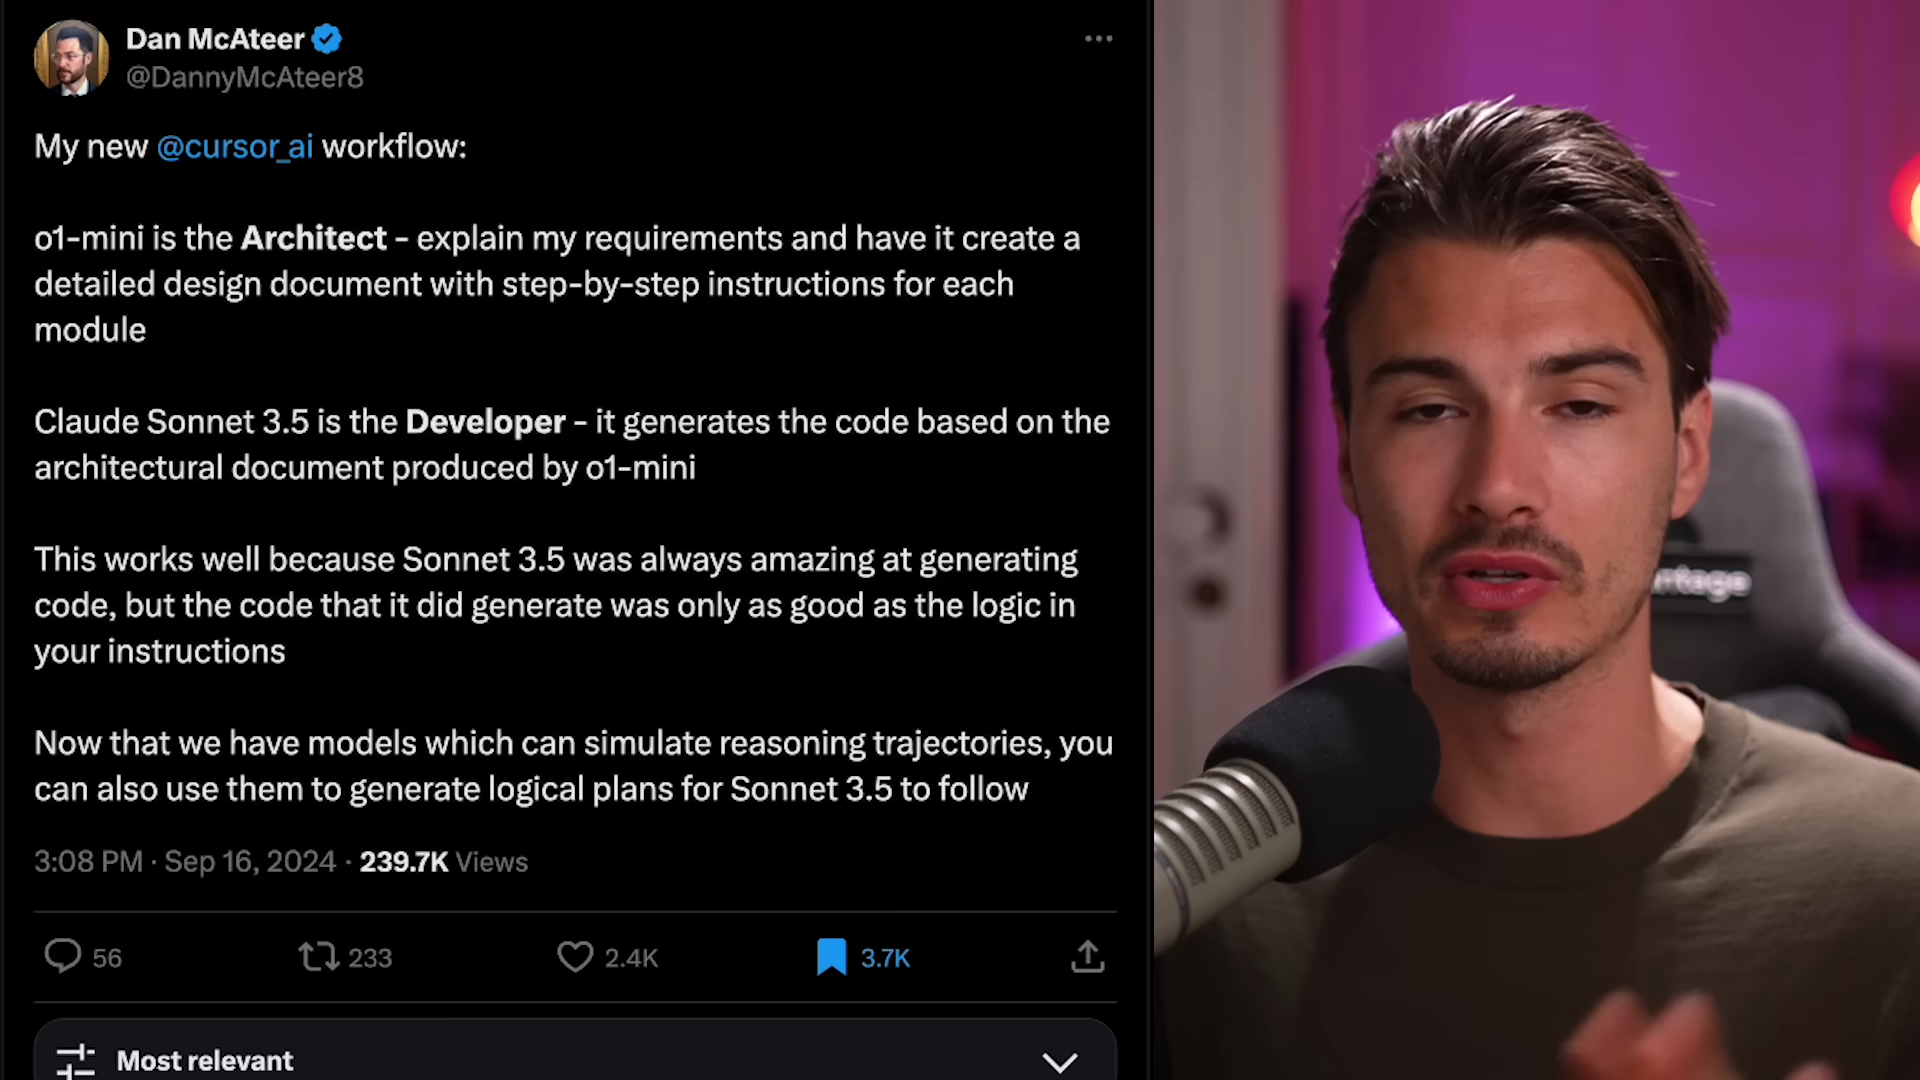 Dan McAteer
@DannyMcAteer8
My new @cursor_ai workflow:
o1-mini is the Architect - explain my requirements and have it create a
detailed design document with step-by-step instructions for each
module
Claude Sonnet 3.5 is the Developer - it generates the code based on the
architectural document produced by o1-mini
This works well because Sonnet 3.5 was always amazing at generating
code, but the code that it did generate was only as good as the logic in
your instructions
Now that we have models which can simulate reasoning trajectories, you
can also use them to generate logical plans for Sonnet 3.5 to follow
3:08 PM · Sep 16, 2024 · 239.7K Views
56
233
2.4K
3.7K
Most relevant